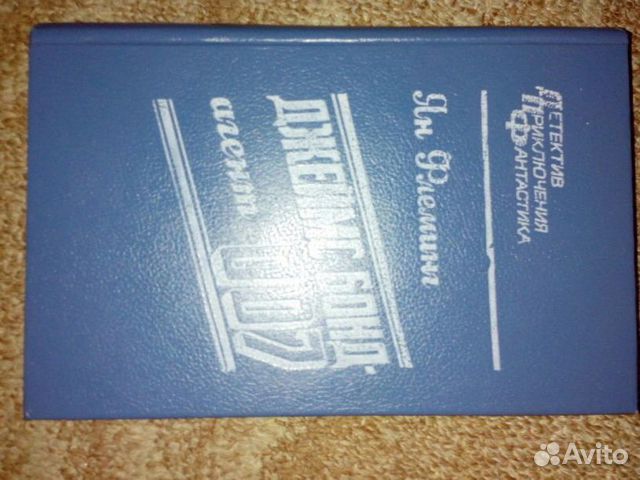 ДЕТЕКТИВ
ПРИКЛЮЧЕНИЯ
ФАНТАСТИКА
Ян Флеминг
ДЖЕЙМС БОНД-
агент 007
Avito